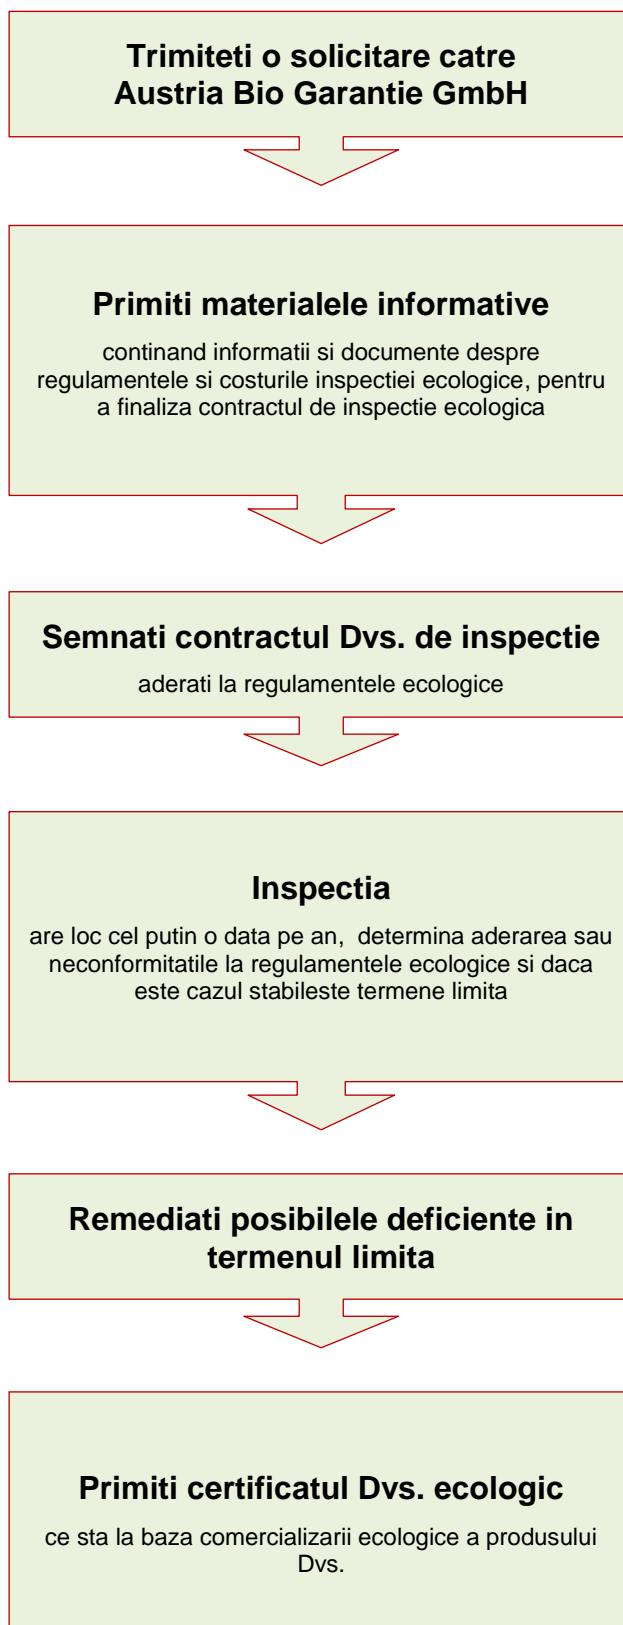 Trimiteti o solicitare catre
Austria Bio Garantie GmbH
Primiti materialele informative
continand informatii si documente despre
regulamentele si costurile inspectiei ecologice, pentru
a finaliza contractul de inspectie ecologica
Semnati contractul Dvs. de inspectie
aderati la regulamentele ecologice
Inspectia
are loc cel putin o data pe an,  determina aderarea sau
neconformitatile la regulamentele ecologice si daca
este cazul stabileste termene limita
Remediati posibilele deficiente in
termenul limita
Primiti certificatul Dvs. ecologic
ce sta la baza comercializarii ecologice a produsului
Dvs.